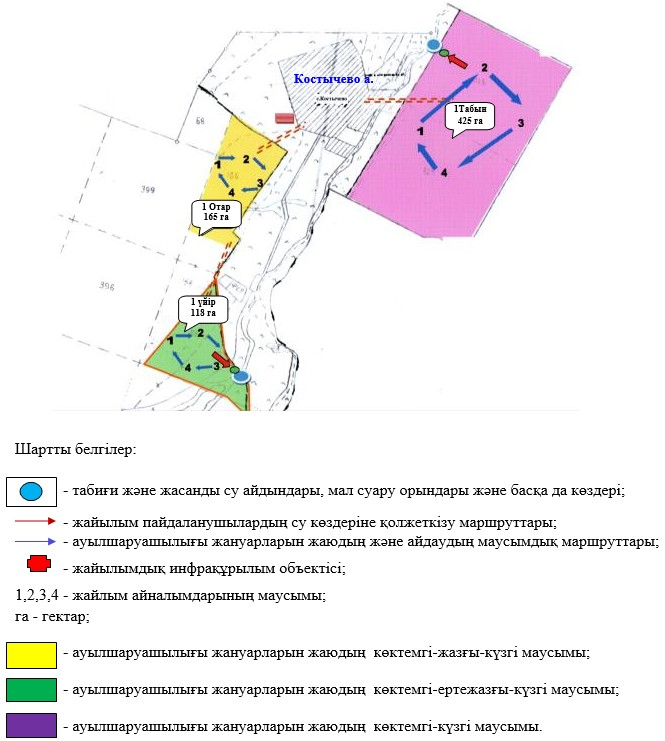 Костычево а.
с.Костычево
68
2
1Табын
425 га
3
1
4
1 2
4 3
399
1 Отар
165 га
396
1 үйір
118 га
1 2
4 3
Шартты белгілер:
- табиғи және жасанды су айдындары, мал суару орындары және басқа да көздері;
- жайылым пайдаланушылардың су көздеріне қолжеткізу маршруттары;
- ауылшаруашылығы жануарларын жаюдың және айдаудың маусымдық маршруттары;
- жайылымдық инфрақұрылым объектісі;
1,2,3,4 - жайлым айналымдарының маусымы;
га - гектар;
- ауылшаруашылығы жануарларын жаюдың көктемгі-жазғы-күзгі маусымы;
- ауылшаруашылығы жануарларын жаюдың көктемгі-ертежазғы-күзгі маусымы;
- ауылшаруашылығы жануарларын жаюдың көктемгі-күзгі маусымы.